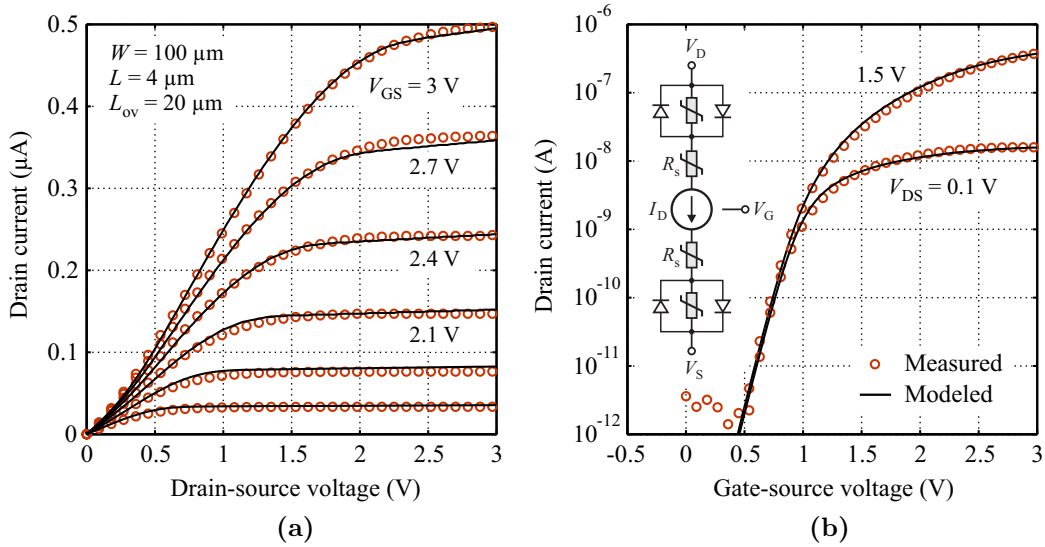 W = 100 µm
L = 4 µm
L_ov = 20 µm
V_GS = 3 V
2.7 V
2.4 V
2.1 V
Drain current (µA)
0.5
0.4
0.3
0.2
0.1
0
0 0.5 1 1.5 2 2.5 3
Drain-source voltage (V)
(a)
Drain current (A)
10^-6
10^-7
10^-8
10^-9
10^-10
10^-11
10^-12
V_D
R_s
I_D
V_G
R_s
V_S
1.5 V
V_DS = 0.1 V
Measured
Modeled
-0.5 0 0.5 1 1.5 2 2.5 3
Gate-source voltage (V)
(b)